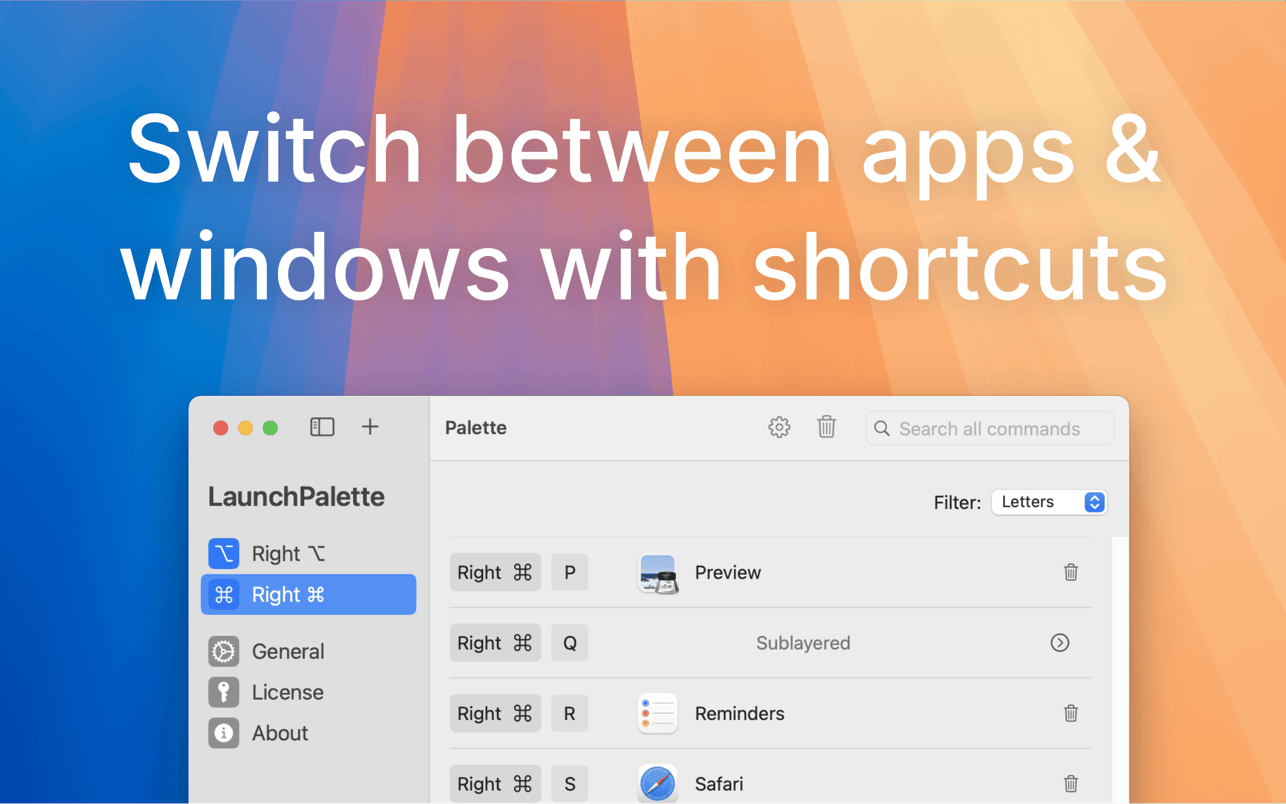 Switch between apps &
windows with shortcuts
Palette
Search all commands
LaunchPalette
Filter: Letters
⌥ Right ⌥
⌘ Right ⌘
General
License
About
Right ⌘ P Preview
Right ⌘ Q Sublayered
Right ⌘ R Reminders
Right ⌘ S Safari